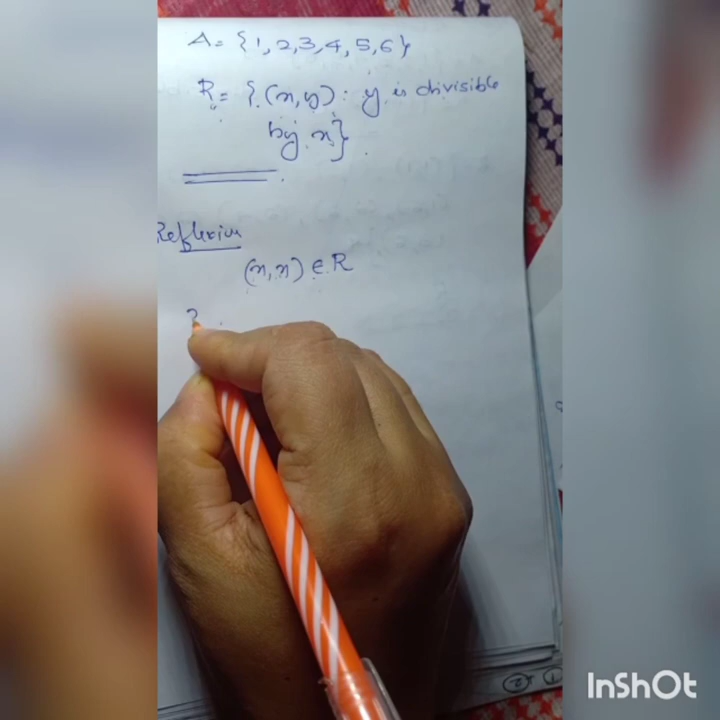 A = {1,2,3,4,5,6}
R = {(x,y) : y is divisible
by x}
Reflexive
(x,x) ∈ R
InShOt